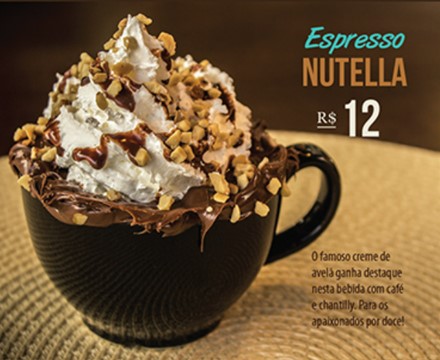 Espresso
NUTELLA
R$ 12
O famoso creme de
avelã ganha destaque
nesta bebida com café
e chantilly. Para os
apaixonados por doce!